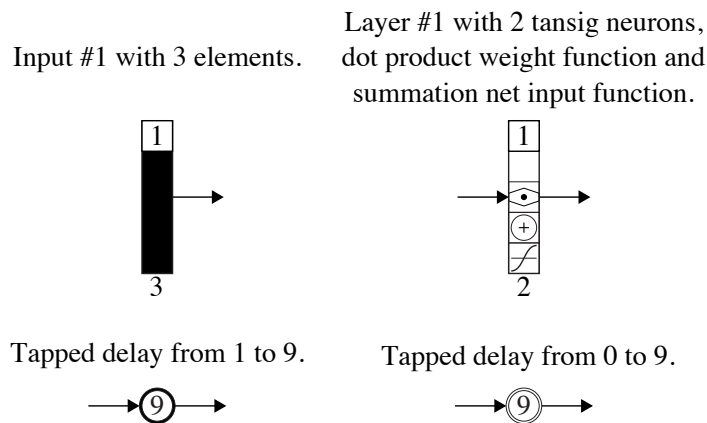 Input #1 with 3 elements.
Layer #1 with 2 tansig neurons,
dot product weight function and
summation net input function.
1
3
1
+
2
Tapped delay from 1 to 9.
9
Tapped delay from 0 to 9.
9